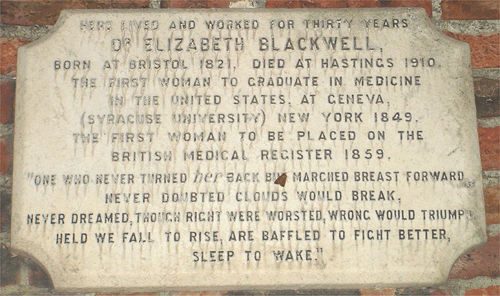 HERE LIVED AND WORKED FOR THIRTY YEARS
DR ELIZABETH BLACKWELL,
BORN AT BRISTOL 1821, DIED AT HASTINGS 1910.
THE FIRST WOMAN TO GRADUATE IN MEDICINE
IN THE UNITED STATES, AT GENEVA,
(SYRACUSE UNIVERSITY) NEW YORK 1849.
THE FIRST WOMAN TO BE PLACED ON THE
BRITISH MEDICAL REGISTER 1859.
"ONE WHO NEVER TURNED her BACK BUT MARCHED BREAST FORWARD
NEVER DOUBTED CLOUDS WOULD BREAK,
NEVER DREAMED, THOUGH RIGHT WERE WORSTED, WRONG WOULD TRIUMPH,
HELD WE FALL TO RISE, ARE BAFFLED TO FIGHT BETTER,
SLEEP TO WAKE."